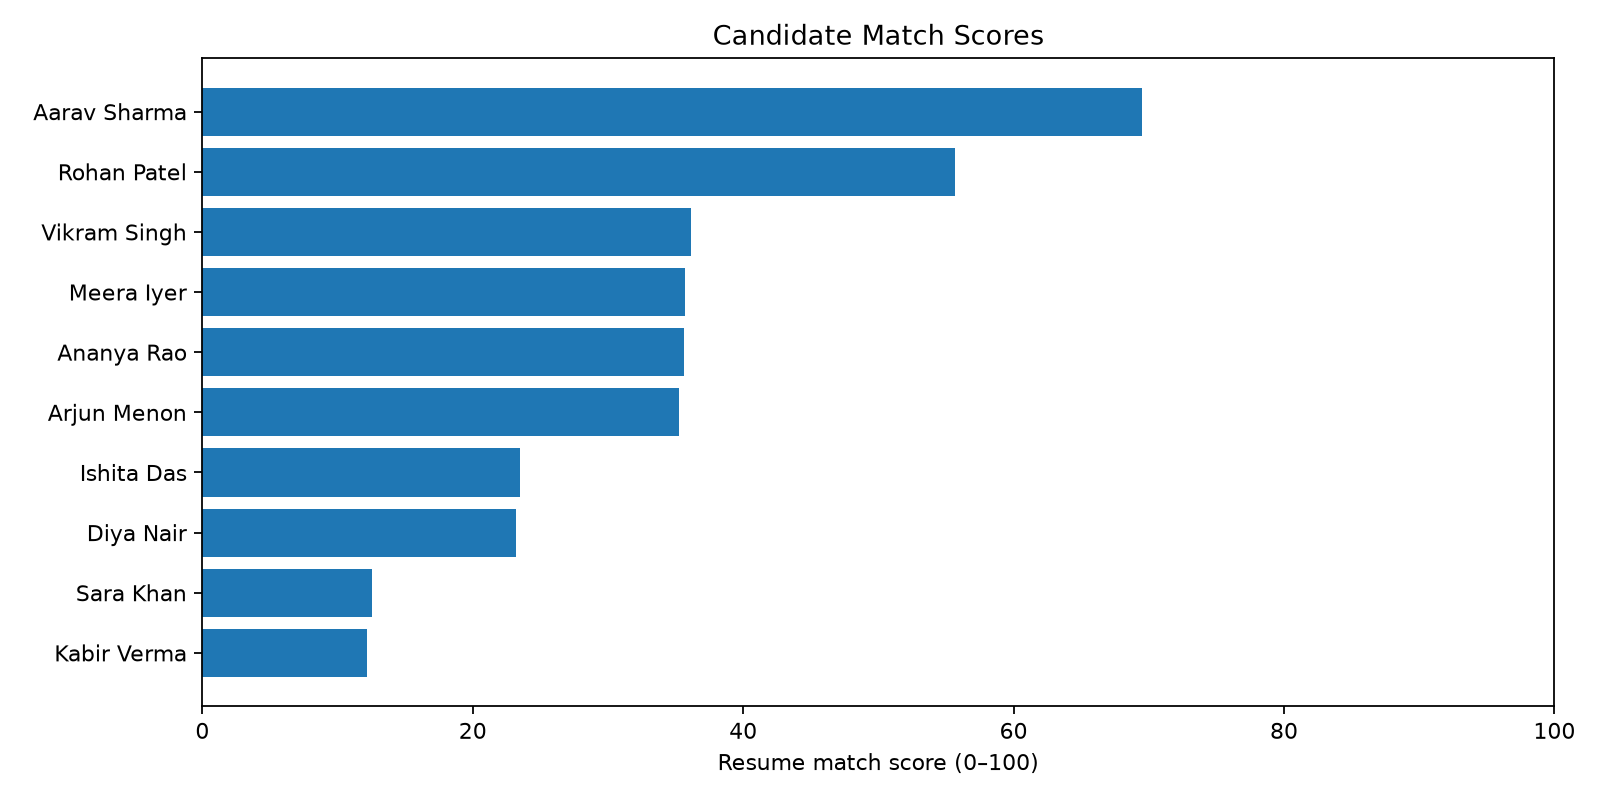 Candidate Match Scores
Aarav Sharma
Rohan Patel
Vikram Singh
Meera Iyer
Ananya Rao
Arjun Menon
Ishita Das
Diya Nair
Sara Khan
Kabir Verma
0 20 40 60 80 100
Resume match score (0–100)